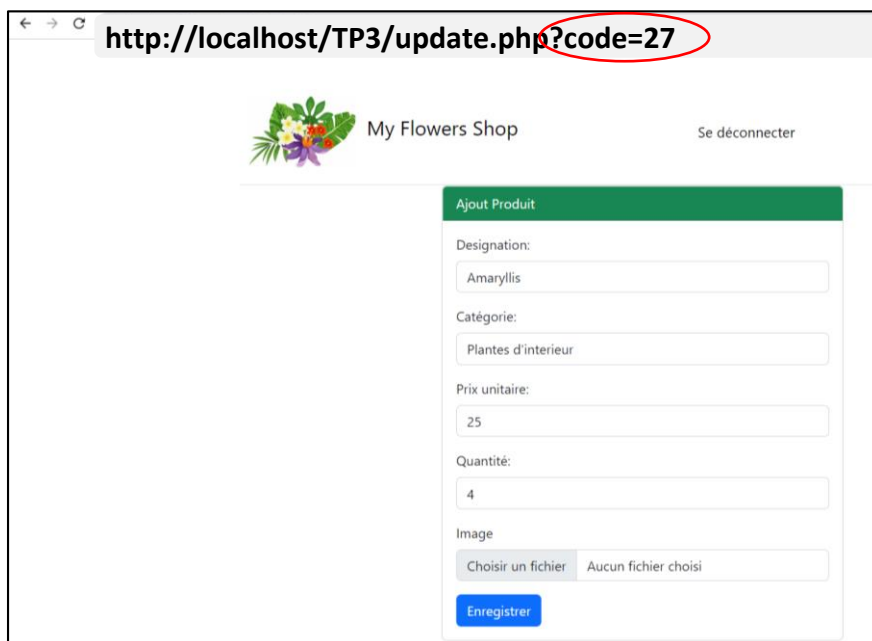 http://localhost/TP3/update.php?code=27
My Flowers Shop
Se déconnecter
Ajout Produit
Designation:
Amaryllis
Catégorie:
Plantes d'interieur
Prix unitaire:
25
Quantité:
4
Image
Choisir un fichier Aucun fichier choisi
Enregistrer